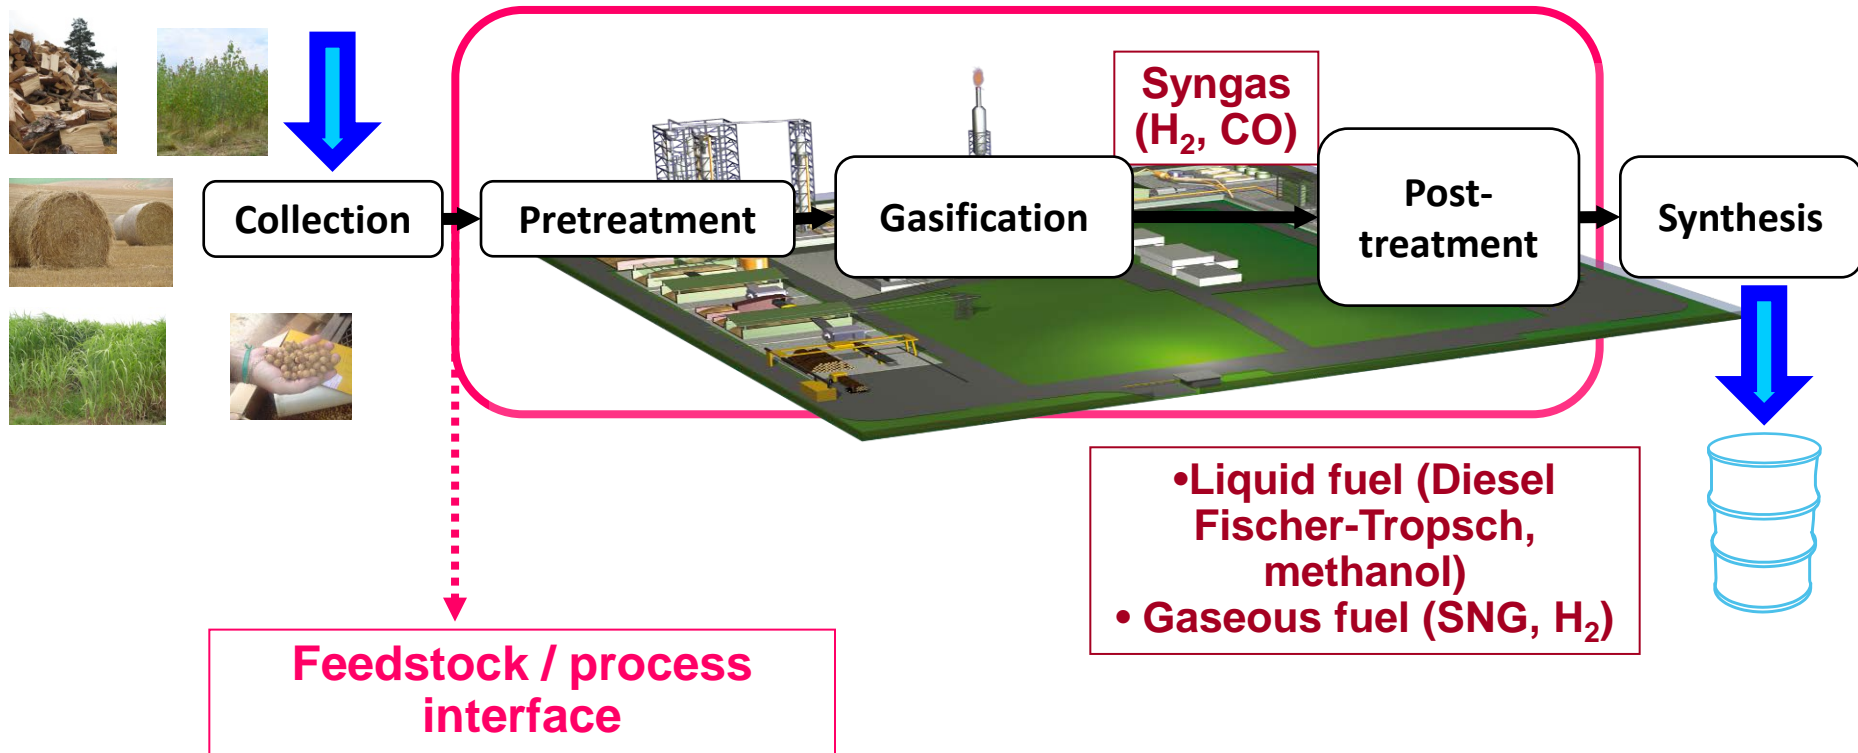 Syngas
(H₂, CO)
Collection
Pretreatment
Gasification
Post-
treatment
Synthesis
•Liquid fuel (Diesel
Fischer-Tropsch,
methanol)
• Gaseous fuel (SNG, H₂)
Feedstock / process
interface